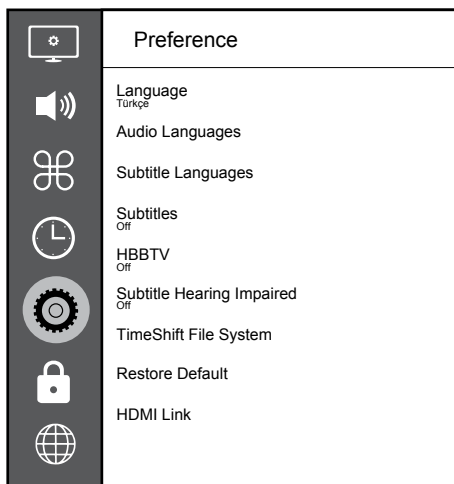 Preference
Language
Türkçe
Audio Languages
Subtitle Languages
Subtitles
Off
HBBTV
Off
Subtitle Hearing Impaired
Off
TimeShift File System
Restore Default
HDMI Link